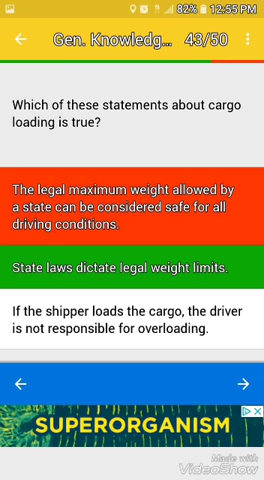 82% 12:55 PM
Gen. Knowledg... 43/50
Which of these statements about cargo
loading is true?
The legal maximum weight allowed by
a state can be considered safe for all
driving conditions.
State laws dictate legal weight limits.
If the shipper loads the cargo, the driver
is not responsible for overloading.
SUPERORGANISM
Made with
VideoShow